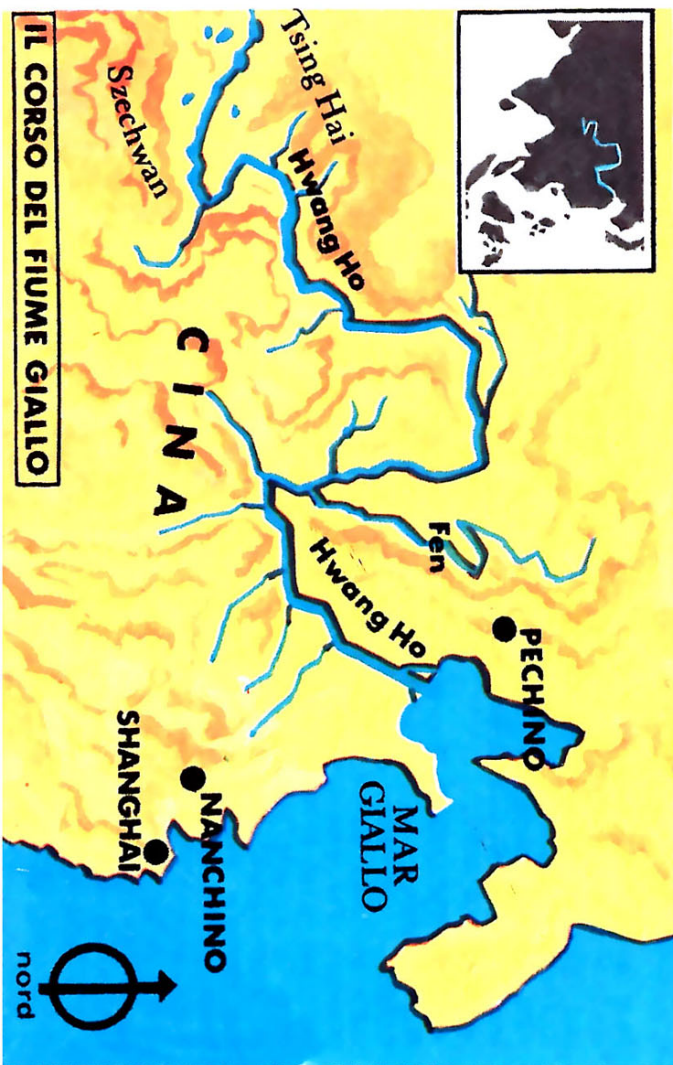 Tsing Hai
Szechwan
Hwang Ho
CINA
Fen
Hwang Ho
PECHINO
MAR
GIALLO
NANCHINO
SHANGHAI
nord
IL CORSO DEL FIUME GIALLO